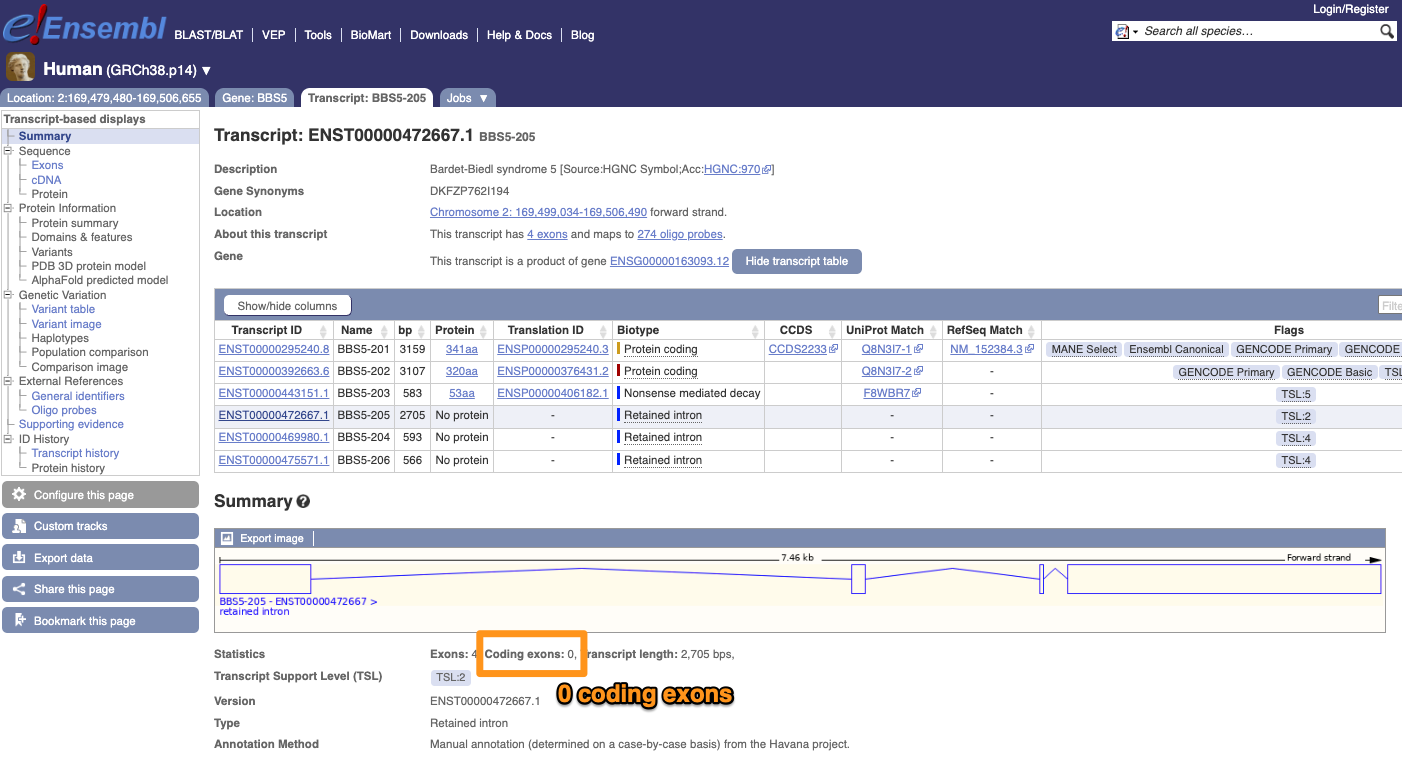 Login/Register
e!Ensembl BLAST/BLAT VEP Tools BioMart Downloads Help & Docs Blog
Search all species…
Human (GRCh38.p14) ▼
Location: 2:169,479,480-169,506,655 Gene: BBS5 Transcript: BBS5-205 Jobs ▼
Transcript-based displays
Summary
Sequence
Exons
cDNA
Protein
Protein Information
Protein summary
Domains & features
Variants
PDB 3D protein model
AlphaFold predicted model
Genetic Variation
Variant table
Variant image
Haplotypes
Population comparison
Comparison image
External References
General identifiers
Oligo probes
Supporting evidence
ID History
Transcript history
Protein history
Configure this page
Custom tracks
Export data
Share this page
Bookmark this page
Transcript: ENST00000472667.1 BBS5-205
Description Bardet-Biedl syndrome 5 [Source:HGNC Symbol;Acc:HGNC:970]
Gene Synonyms DKFZP762I194
Location Chromosome 2: 169,499,034-169,506,490 forward strand.
About this transcript This transcript has 4 exons and maps to 274 oligo probes.
Gene This transcript is a product of gene ENSG00000163093.12 Hide transcript table
Show/hide columns Filte
Transcript ID Name bp Protein Translation ID Biotype CCDS UniProt Match RefSeq Match Flags
ENST00000295240.8 BBS5-201 3159 341aa ENSP00000295240.3 Protein coding CCDS2233 Q8N3I7-1 NM_152384.3 MANE Select Ensembl Canonical GENCODE Primary GENCODE
ENST00000392663.6 BBS5-202 3107 320aa ENSP00000376431.2 Protein coding Q8N3I7-2 - GENCODE Primary GENCODE Basic TSL
ENST00000443151.1 BBS5-203 583 53aa ENSP00000406182.1 Nonsense mediated decay F8WBR7 - TSL:5
ENST00000472667.1 BBS5-205 2705 No protein - Retained intron - - TSL:2
ENST00000469980.1 BBS5-204 593 No protein - Retained intron - - TSL:4
ENST00000475571.1 BBS5-206 566 No protein - Retained intron - - TSL:4
Summary ?
Export image
7.46 kb Forward strand
BBS5-205 - ENST00000472667 >
retained intron
Statistics Exons: 4 Coding exons: 0, ranscript length: 2,705 bps,
Transcript Support Level (TSL) TSL:2
0 coding exons
Version ENST00000472667.1
Type Retained intron
Annotation Method Manual annotation (determined on a case-by-case basis) from the Havana project.